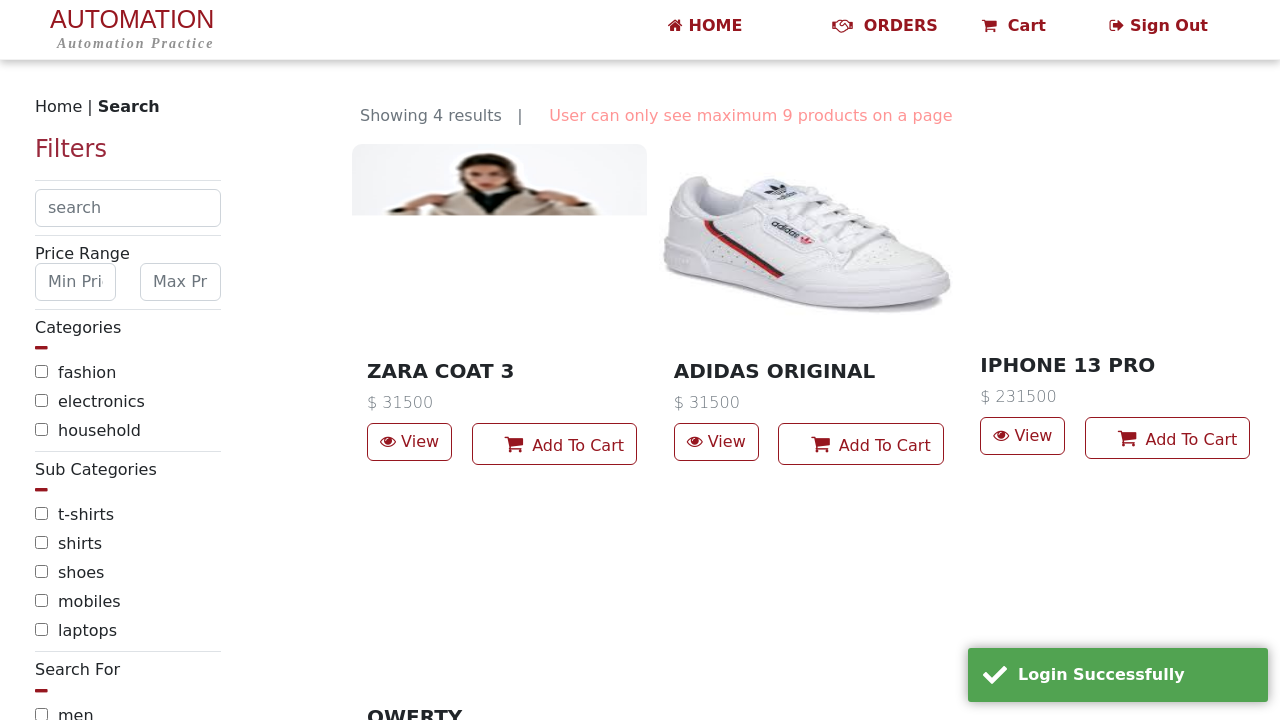 AUTOMATION
Automation Practice
HOME
ORDERS
Cart
Sign Out
Home | Search
Filters
search
Price Range
Min Pri
Max Pr
Categories
fashion
electronics
household
Sub Categories
t-shirts
shirts
shoes
mobiles
laptops
Search For
men
Showing 4 results | User can only see maximum 9 products on a page
adidas
ZARA COAT 3
$ 31500
View
Add To Cart
ADIDAS ORIGINAL
$ 31500
View
Add To Cart
IPHONE 13 PRO
$ 231500
View
Add To Cart
QWERTY
Login Successfully